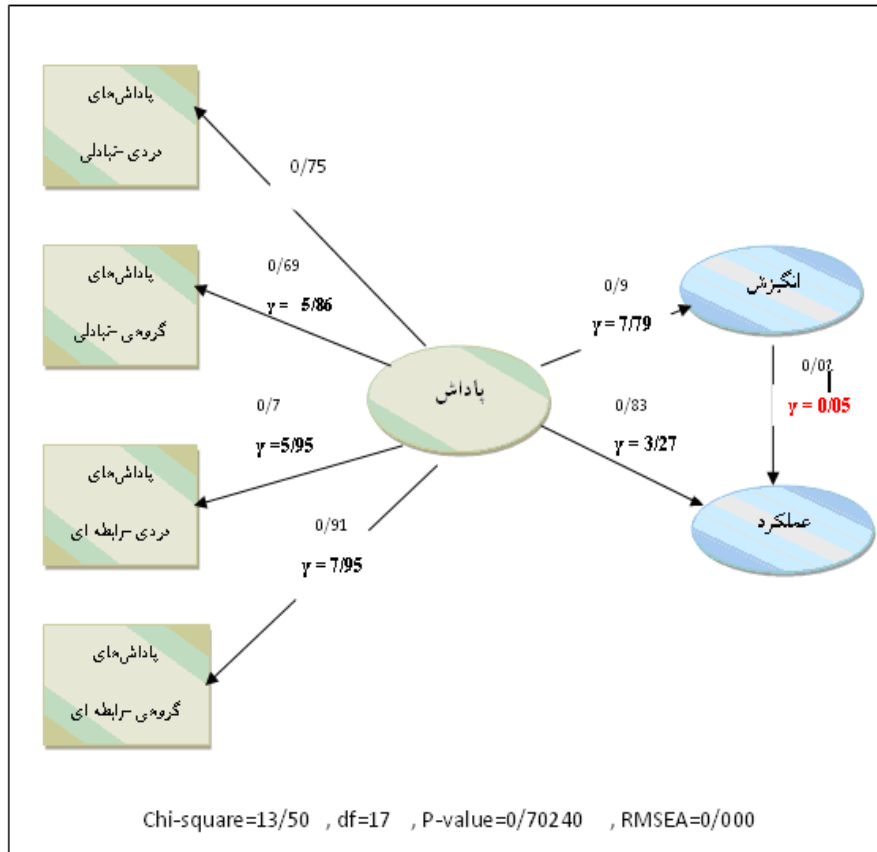 پاداش‌های
فردی -تبادلی
0/75
پاداش‌های
گروهی -تبادلی
0/69
γ = 5/86
0/9
γ = 7/79
انگیزش
پاداش
0/02
γ = 0/05
0/7
γ =5/95
0/83
γ = 3/27
پاداش‌های
فردی -رابطه ای
عملکرد
0/91
γ = 7/95
پاداش‌های
گروهی -رابطه ای
Chi-square=13/50 , df=17 , P-value=0/70240 , RMSEA=0/000